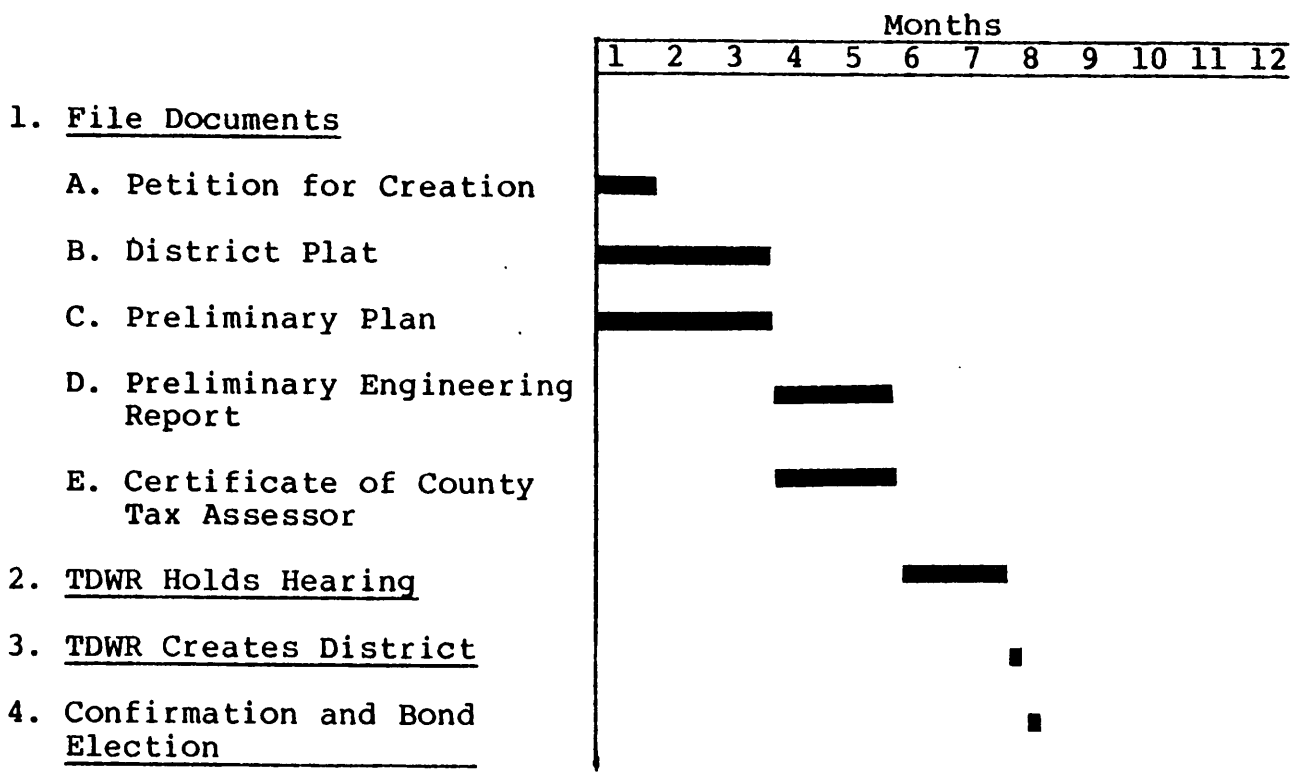 Months
1 2 3 4 5 6 7 8 9 10 11 12
1. File Documents
A. Petition for Creation
B. District Plat
C. Preliminary Plan
D. Preliminary Engineering
Report
E. Certificate of County
Tax Assessor
2. TDWR Holds Hearing
3. TDWR Creates District
4. Confirmation and Bond
Election